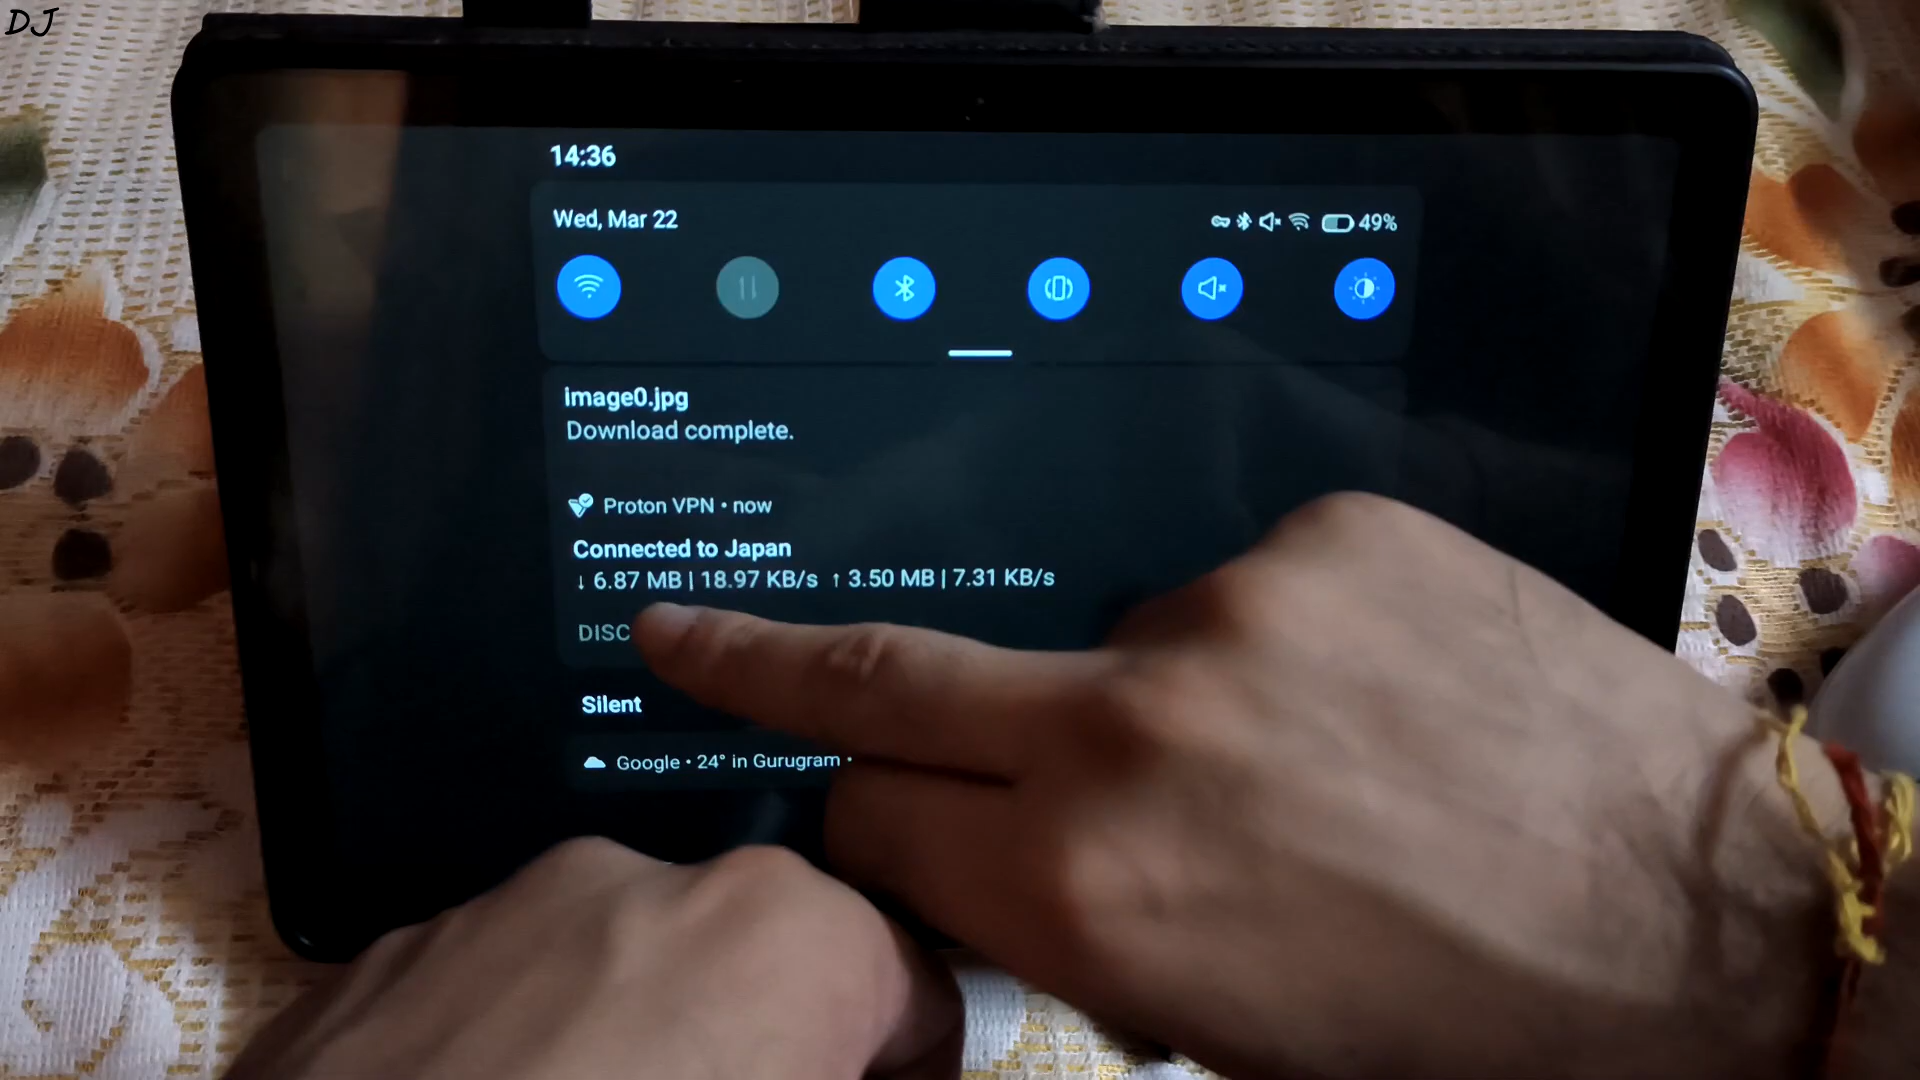 DJ
14:36
Wed, Mar 22
49%
image0.jpg
Download complete.
Proton VPN • now
Connected to Japan
↓ 6.87 MB | 18.97 KB/s ↑ 3.50 MB | 7.31 KB/s
DISC
Silent
Google • 24° in Gurugram •